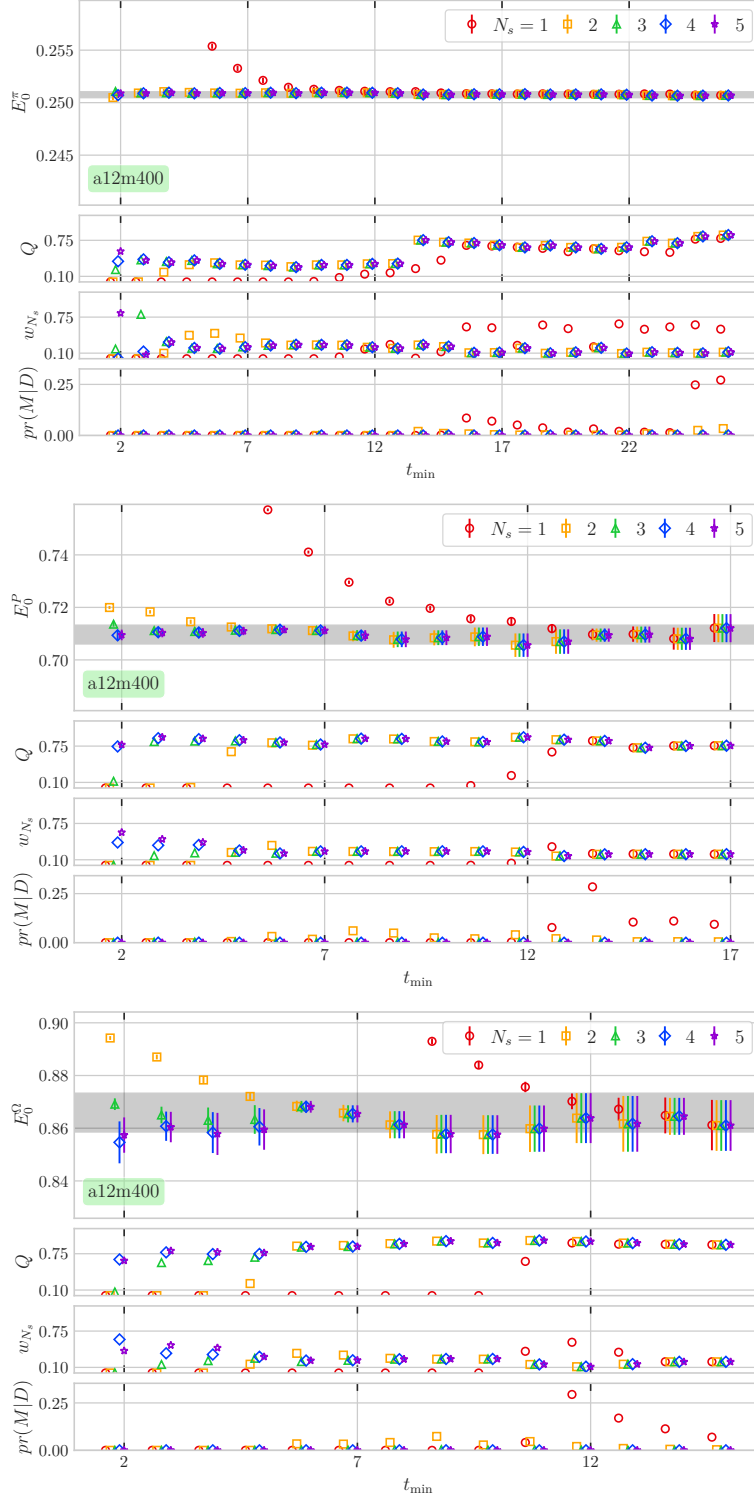 0.255
0.250
0.245
E_0^π
N_s = 1 2 3 4 5
a12m400
0.75
0.10
Q
0.75
0.10
w_{N_s}
0.25
0.00
pr(M|D)
2 7 12 17 22
t_min
0.74
0.72
0.70
E_0^P
N_s = 1 2 3 4 5
a12m400
0.75
0.10
Q
0.75
0.10
w_{N_s}
0.25
0.00
pr(M|D)
2 7 12 17
t_min
0.90
0.88
0.86
0.84
E_0^Ω
N_s = 1 2 3 4 5
a12m400
0.75
0.10
Q
0.75
0.10
w_{N_s}
0.25
0.00
pr(M|D)
2 7 12
t_min